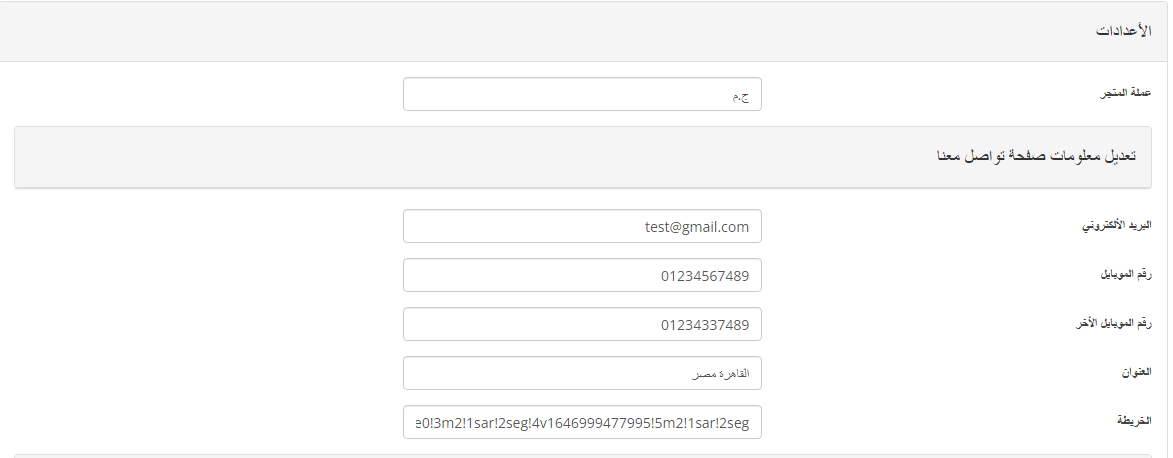 الأعدادات
عملة المتجر
ج.م
تعديل معلومات صفحة تواصل معنا
البريد الألكتروني
test@gmail.com
رقم الموبايل
01234567489
رقم الموبايل الأخر
01234337489
العنوان
القاهرة مصر
الخريطة
e0!3m2!1sar!2seg!4v1646999477995!5m2!1sar!2seg